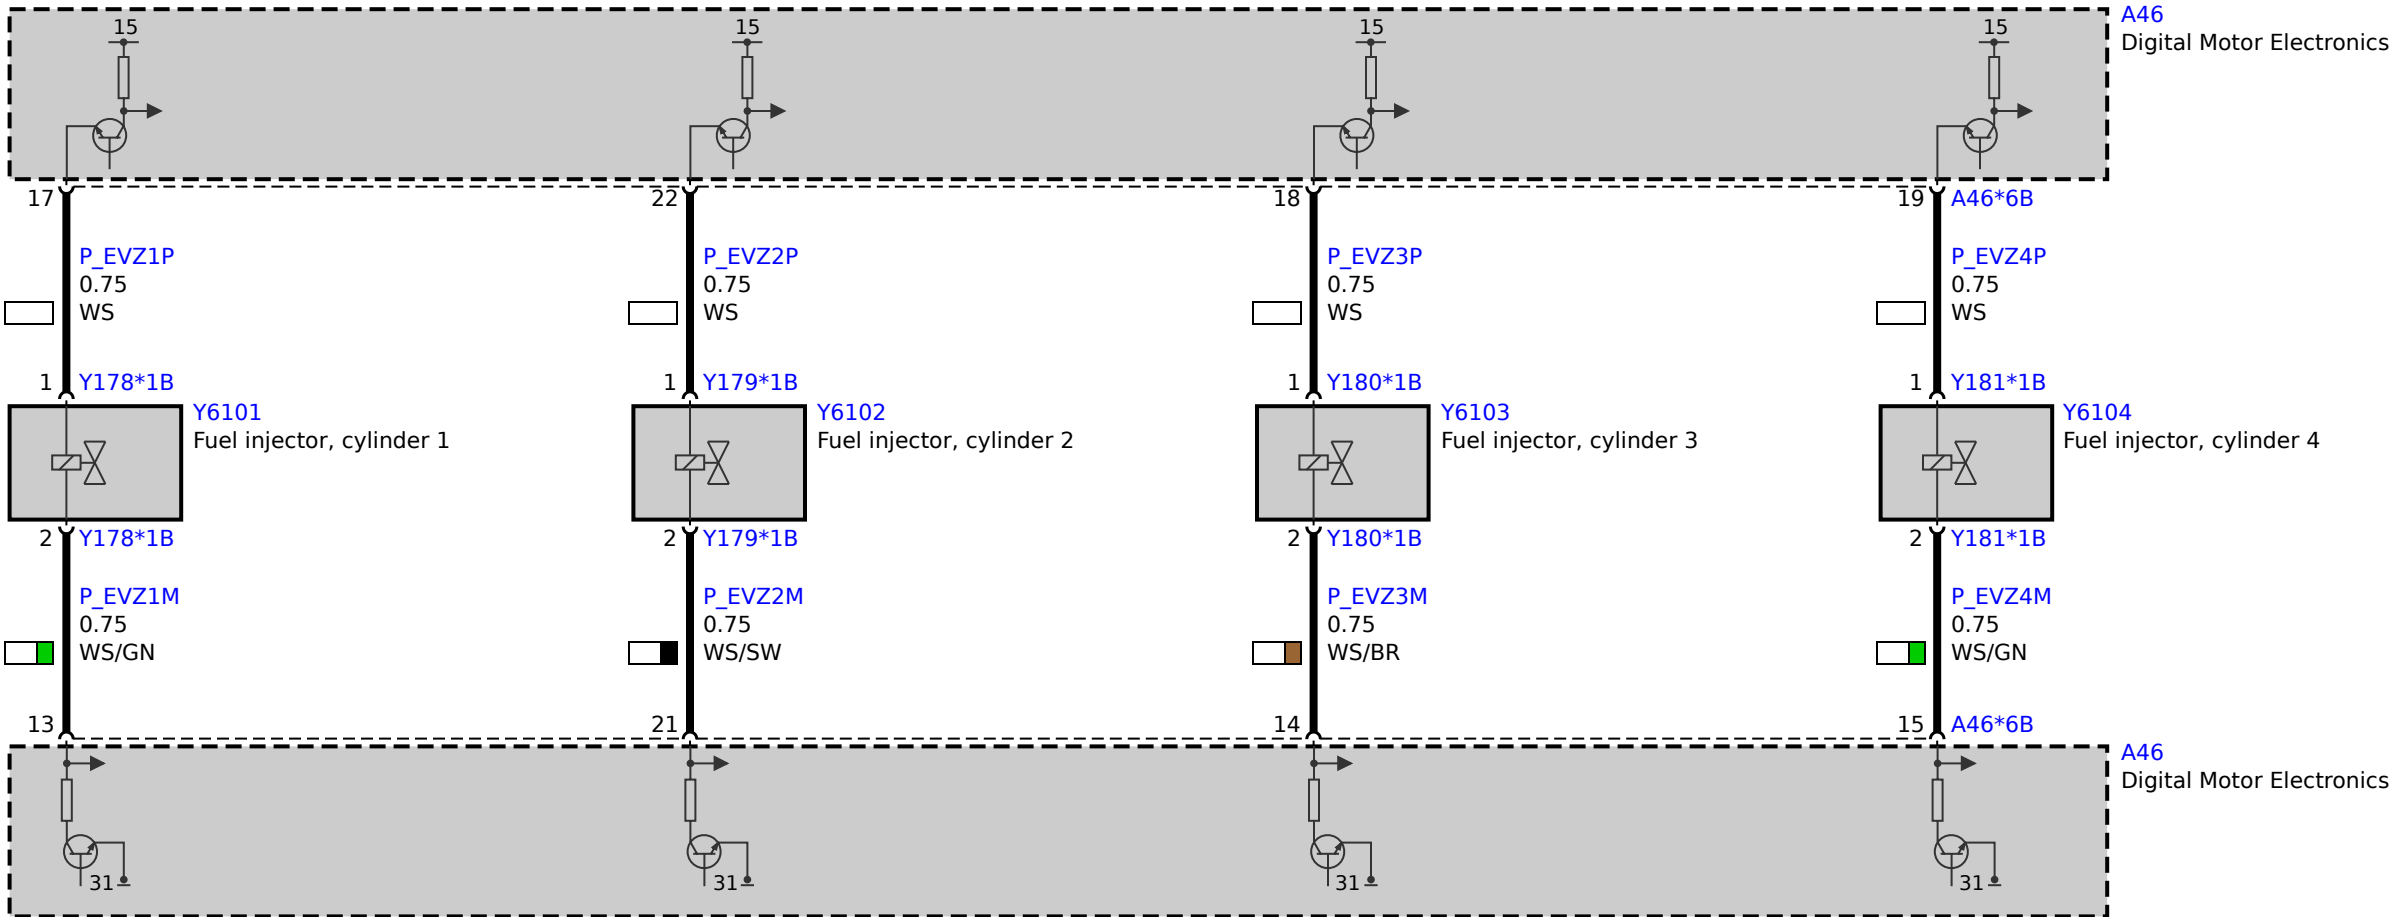 15 15 15 15
A46
Digital Motor Electronics
17 22 18 19 A46*6B
P_EVZ1P P_EVZ2P P_EVZ3P P_EVZ4P
0.75 0.75 0.75 0.75
WS WS WS WS
1 Y178*1B 1 Y179*1B 1 Y180*1B 1 Y181*1B
Y6101 Y6102 Y6103 Y6104
Fuel injector, cylinder 1 Fuel injector, cylinder 2 Fuel injector, cylinder 3 Fuel injector, cylinder 4
2 Y178*1B 2 Y179*1B 2 Y180*1B 2 Y181*1B
P_EVZ1M P_EVZ2M P_EVZ3M P_EVZ4M
0.75 0.75 0.75 0.75
WS/GN WS/SW WS/BR WS/GN
13 21 14 15 A46*6B
A46
Digital Motor Electronics
31 31 31 31